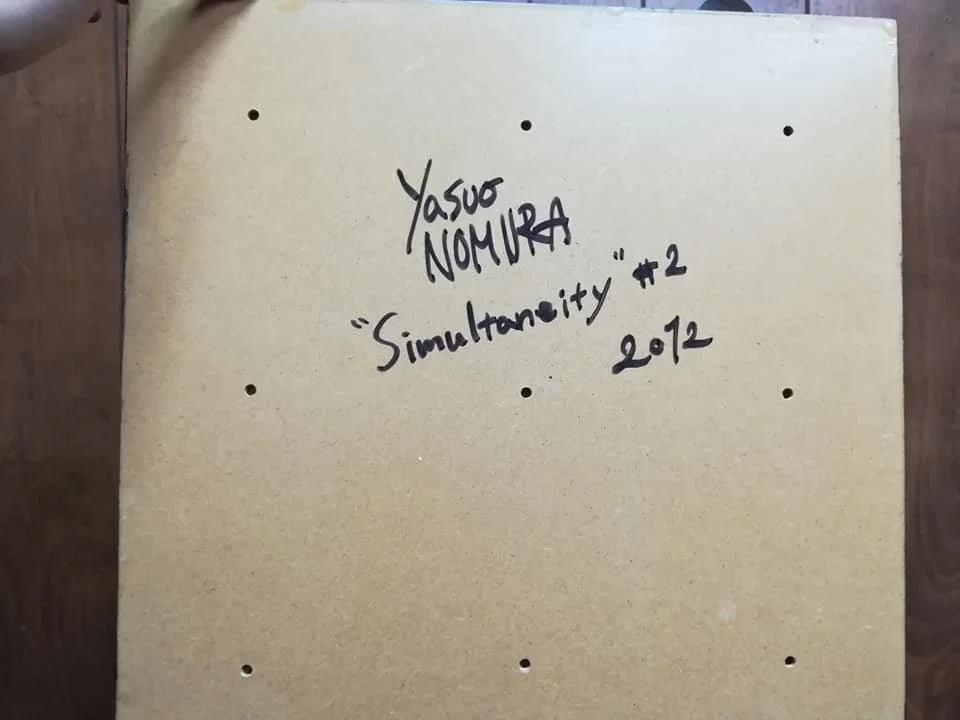 Yasuo
NOMURA
"Simultaneity" #2
2012